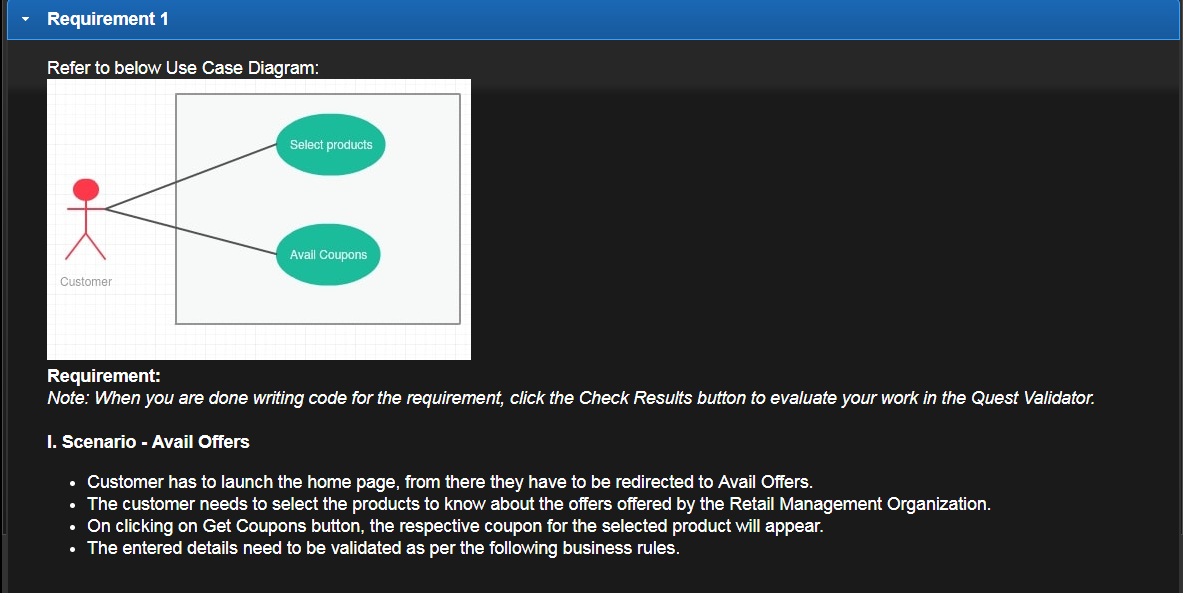 Requirement 1
Refer to below Use Case Diagram:
Select products
Avail Coupons
Customer
Requirement:
Note: When you are done writing code for the requirement, click the Check Results button to evaluate your work in the Quest Validator.
I. Scenario - Avail Offers
• Customer has to launch the home page, from there they have to be redirected to Avail Offers.
• The customer needs to select the products to know about the offers offered by the Retail Management Organization.
• On clicking on Get Coupons button, the respective coupon for the selected product will appear.
• The entered details need to be validated as per the following business rules.